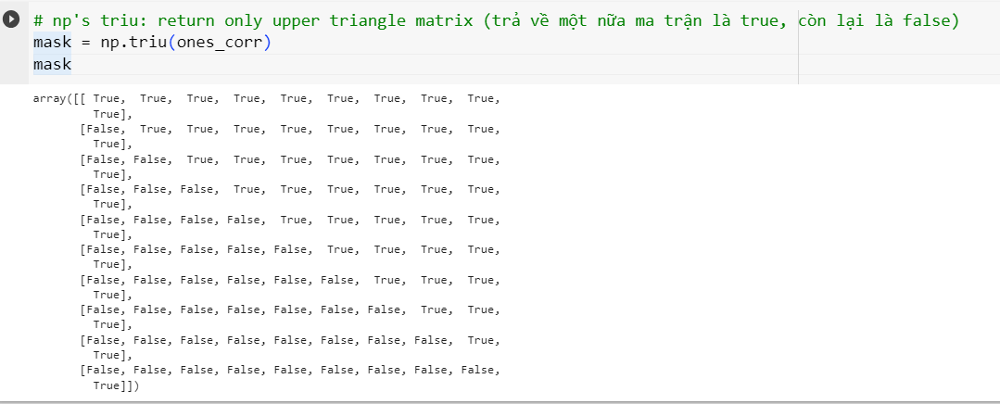 # np's triu: return only upper triangle matrix (trả về một nữa ma trận là true, còn lại là false)
mask = np.triu(ones_corr)
mask
array([[ True,  True,  True,  True,  True,  True,  True,  True,  True,
         True],
       [False,  True,  True,  True,  True,  True,  True,  True,  True,
         True],
       [False, False,  True,  True,  True,  True,  True,  True,  True,
         True],
       [False, False, False,  True,  True,  True,  True,  True,  True,
         True],
       [False, False, False, False,  True,  True,  True,  True,  True,
         True],
       [False, False, False, False, False,  True,  True,  True,  True,
         True],
       [False, False, False, False, False, False,  True,  True,  True,
         True],
       [False, False, False, False, False, False, False,  True,  True,
         True],
       [False, False, False, False, False, False, False, False,  True,
         True],
       [False, False, False, False, False, False, False, False, False,
         True]])